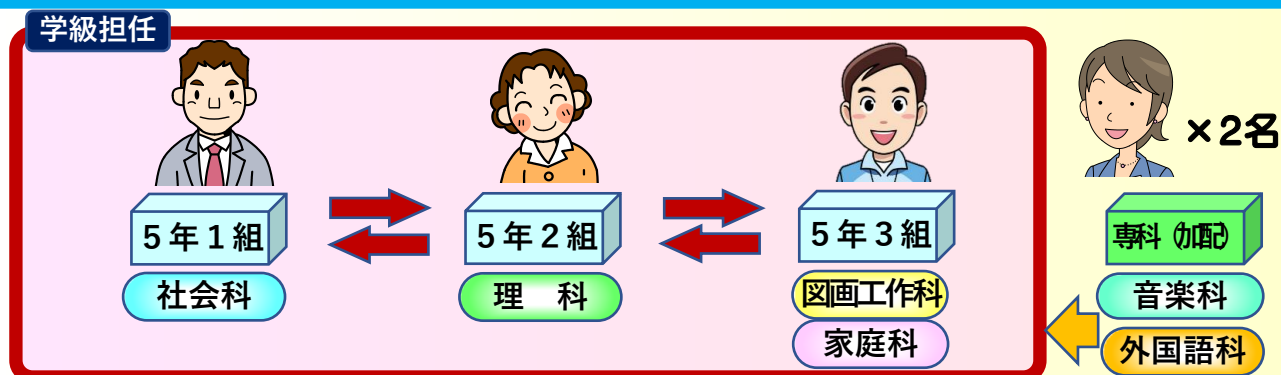 学級担任
×2名
5年1組
5年2組
5年3組
専科(加配)
社会科
理　科
図画工作科
音楽科
家庭科
外国語科